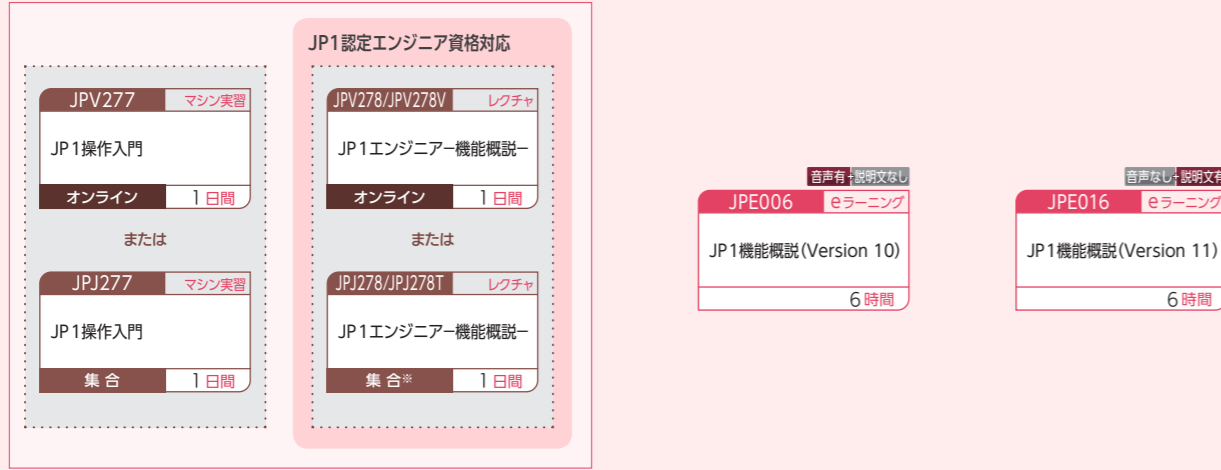 JP1認定エンジニア資格対応
JPV277 マシン実習
JP1操作入門
オンライン 1日間
または
JPJ277 マシン実習
JP1操作入門
集合 1日間
JPV278/JPV278V レクチャ
JP1エンジニアー機能概説ー
オンライン 1日間
または
JPJ278/JPJ278T レクチャ
JP1エンジニアー機能概説ー
集合※ 1日間
音声有+説明文なし
JPE006 eラーニング
JP1機能概説(Version 10)
6時間
音声なし+説明文有
JPE016 eラーニング
JP1機能概説(Version 11)
6時間